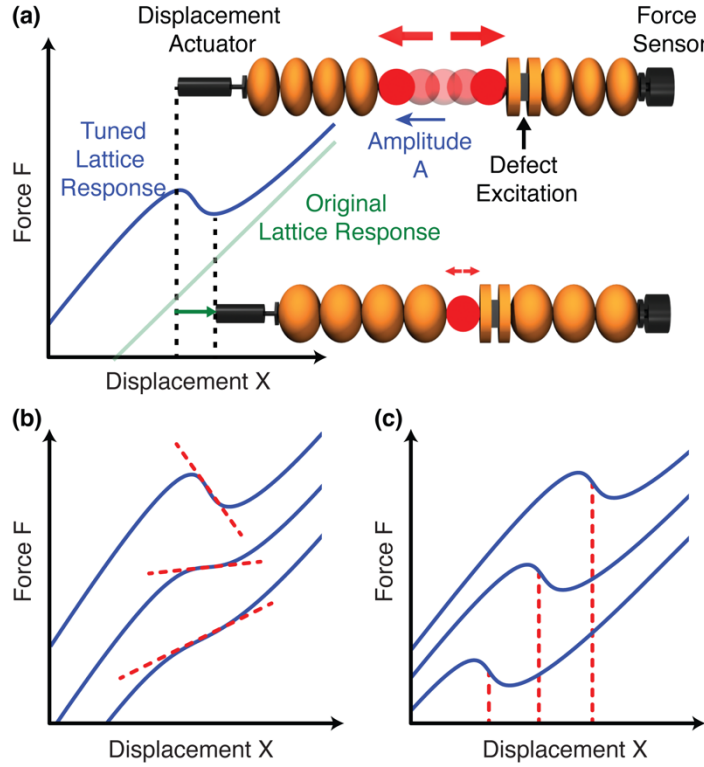 (a)
Displacement
Actuator
Force
Sensor
Tuned
Lattice
Response
Amplitude
A
Defect
Excitation
Original
Lattice Response
Force F
Displacement X
(b)
Force F
Displacement X
(c)
Force F
Displacement X